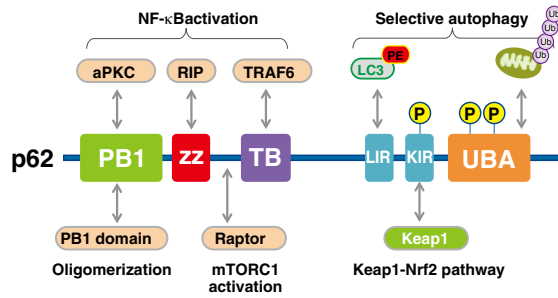 NF-κBactivation
Selective autophagy
aPKC
RIP
TRAF6
LC3
PE
Ub
Ub
Ub
Ub
P
P
P
p62
PB1
ZZ
TB
LIR
KIR
UBA
PB1 domain
Raptor
Keap1
Oligomerization
mTORC1
activation
Keap1-Nrf2 pathway